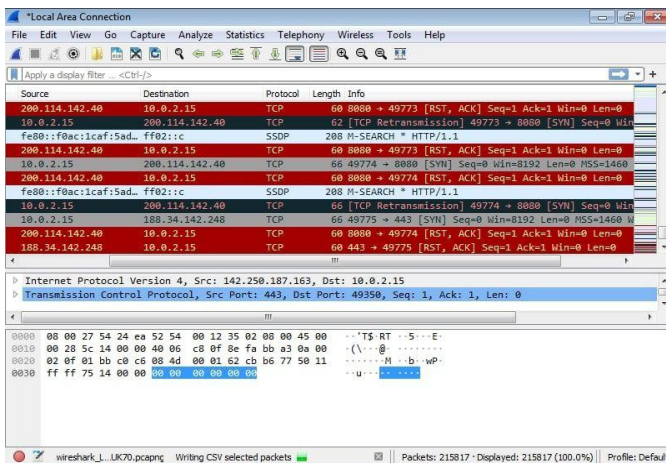 *Local Area Connection
File Edit View Go Capture Analyze Statistics Telephony Wireless Tools Help
Apply a display filter ... <Ctrl-/>
Source Destination Protocol Length Info
200.114.142.40 10.0.2.15 TCP 60 8080 → 49773 [RST, ACK] Seq=1 Ack=1 Win=0 Len=0
10.0.2.15 200.114.142.40 TCP 62 [TCP Retransmission] 49773 → 8080 [SYN] Seq=0 Win
fe80::f0ac:1caf:5ad… ff02::c SSDP 208 M-SEARCH * HTTP/1.1
200.114.142.40 10.0.2.15 TCP 60 8080 → 49773 [RST, ACK] Seq=1 Ack=1 Win=0 Len=0
10.0.2.15 200.114.142.40 TCP 66 49774 → 8080 [SYN] Seq=0 Win=8192 Len=0 MSS=1460
200.114.142.40 10.0.2.15 TCP 60 8080 → 49774 [RST, ACK] Seq=1 Ack=1 Win=0 Len=0
fe80::f0ac:1caf:5ad… ff02::c SSDP 208 M-SEARCH * HTTP/1.1
10.0.2.15 200.114.142.40 TCP 66 [TCP Retransmission] 49774 → 8080 [SYN] Seq=0 Win
10.0.2.15 188.34.142.248 TCP 66 49775 → 443 [SYN] Seq=0 Win=8192 Len=0 MSS=1460 W
200.114.142.40 10.0.2.15 TCP 60 8080 → 49774 [RST, ACK] Seq=1 Ack=1 Win=0 Len=0
188.34.142.248 10.0.2.15 TCP 60 443 → 49775 [RST, ACK] Seq=1 Ack=1 Win=0 Len=0
Internet Protocol Version 4, Src: 142.250.187.163, Dst: 10.0.2.15
Transmission Control Protocol, Src Port: 443, Dst Port: 49350, Seq: 1, Ack: 1, Len: 0
0000 08 00 27 54 24 ea 52 54 00 12 35 02 08 00 45 00 ··'T$·RT ··5···E·
0010 00 28 5c 14 00 00 40 06 c8 0f 8e fa bb a3 0a 00 ·(\···@· ········
0020 02 0f 01 bb c0 c6 08 4d 00 01 62 cb b6 77 50 11 ·······M ··b··wP·
0030 ff ff 75 14 00 00 00 00 00 00 00 00 ··u····· ····
wireshark_L...UK70.pcapng Writing CSV selected packets Packets: 215817 · Displayed: 215817 (100.0%) Profile: Defaul